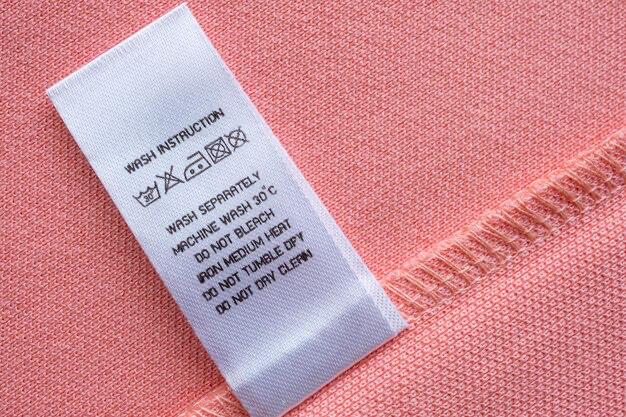 WASH INSTRUCTION
30
WASH SEPARATELY
MACHINE WASH 30°C
DO NOT BLEACH
IRON MEDIUM HEAT
DO NOT TUMBLE DRY
DO NOT DRY CLEAN